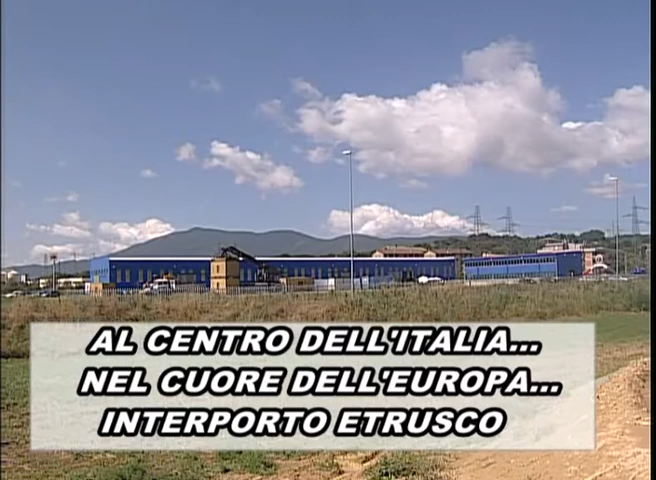 AL CENTRO DELL'ITALIA...
NEL CUORE DELL'EUROPA...
INTERPORTO ETRUSCO